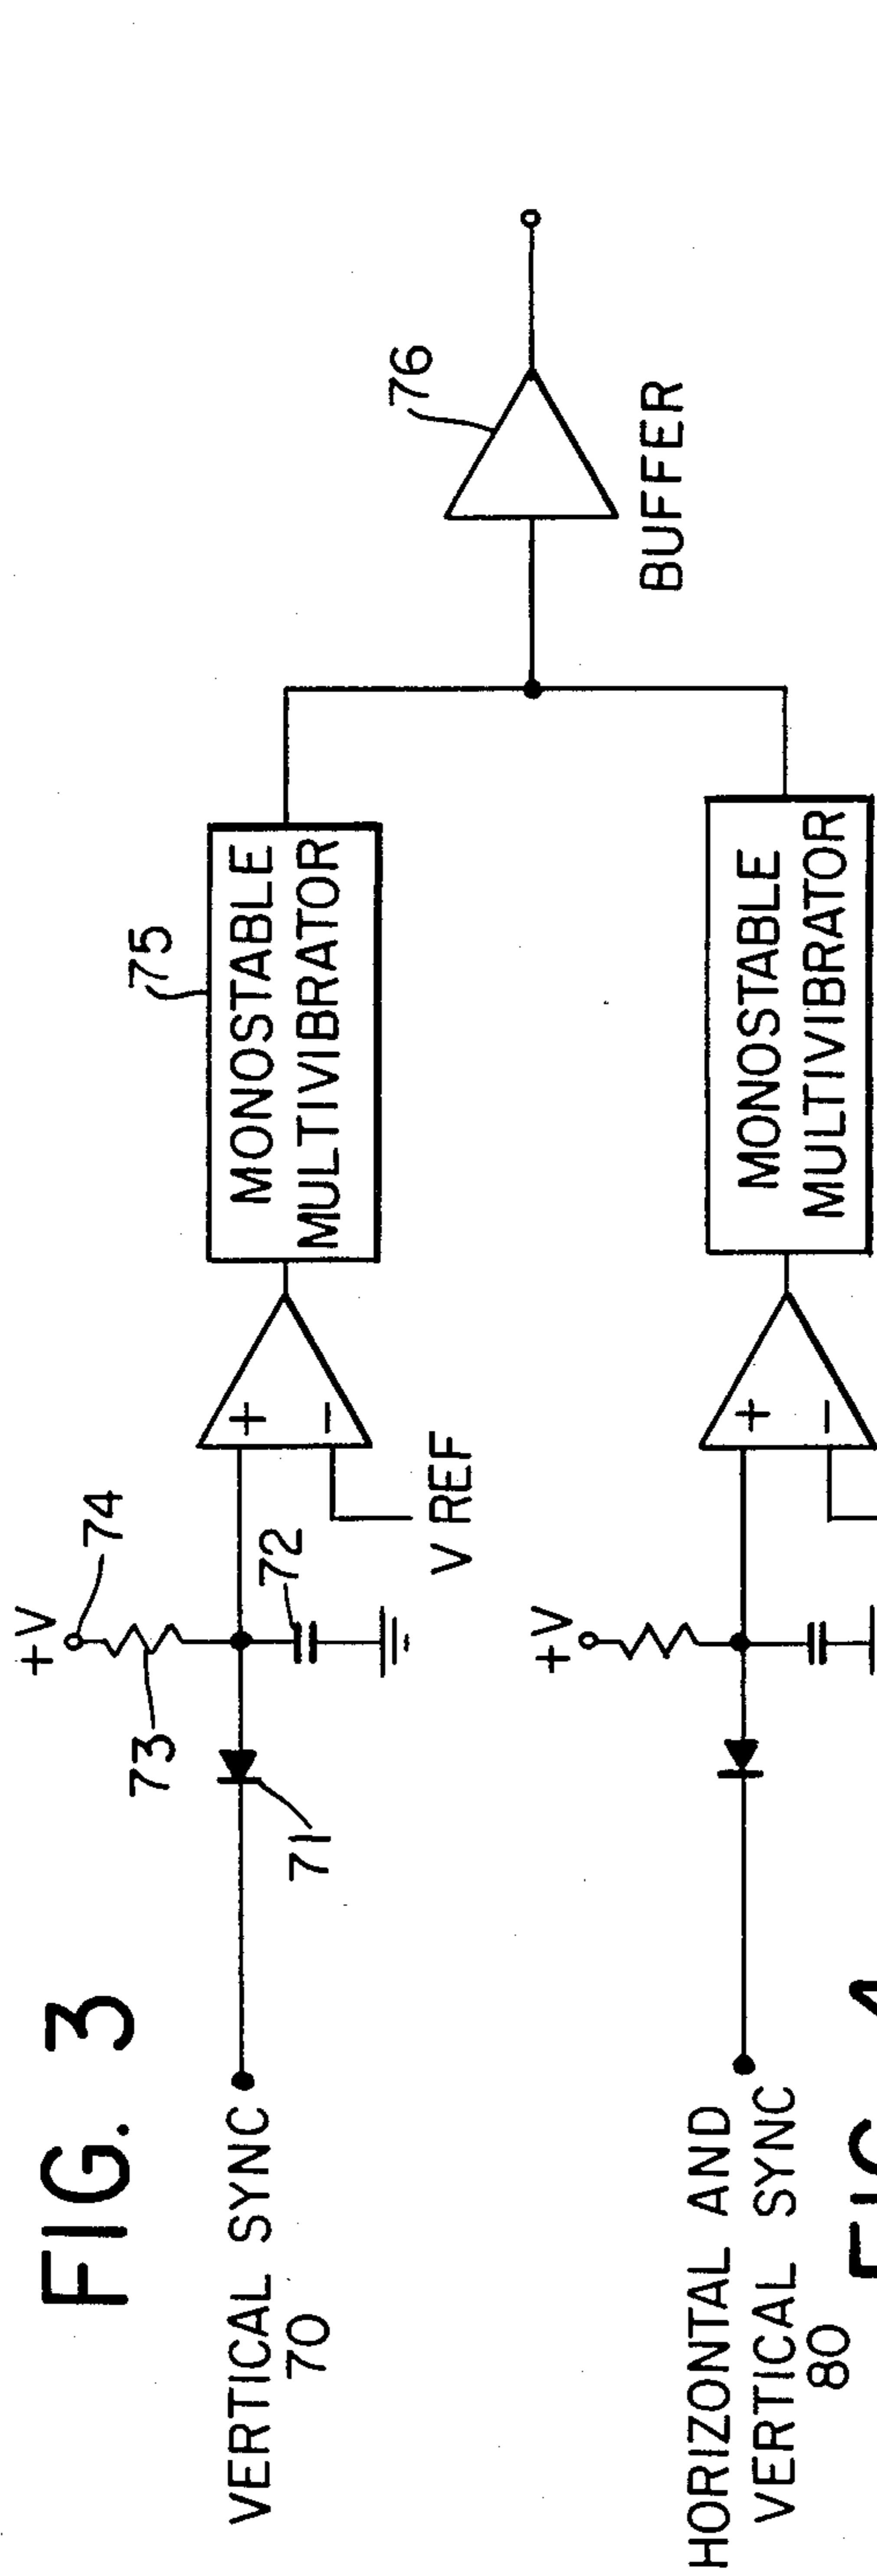 FIG. 3
+V
74
73
VERTICAL SYNC
70
71
72
+
-
V REF
75
MONOSTABLE
MULTIVIBRATOR
76
BUFFER
HORIZONTAL AND
VERTICAL SYNC
80
+V
+
-
MONOSTABLE
MULTIVIBRATOR